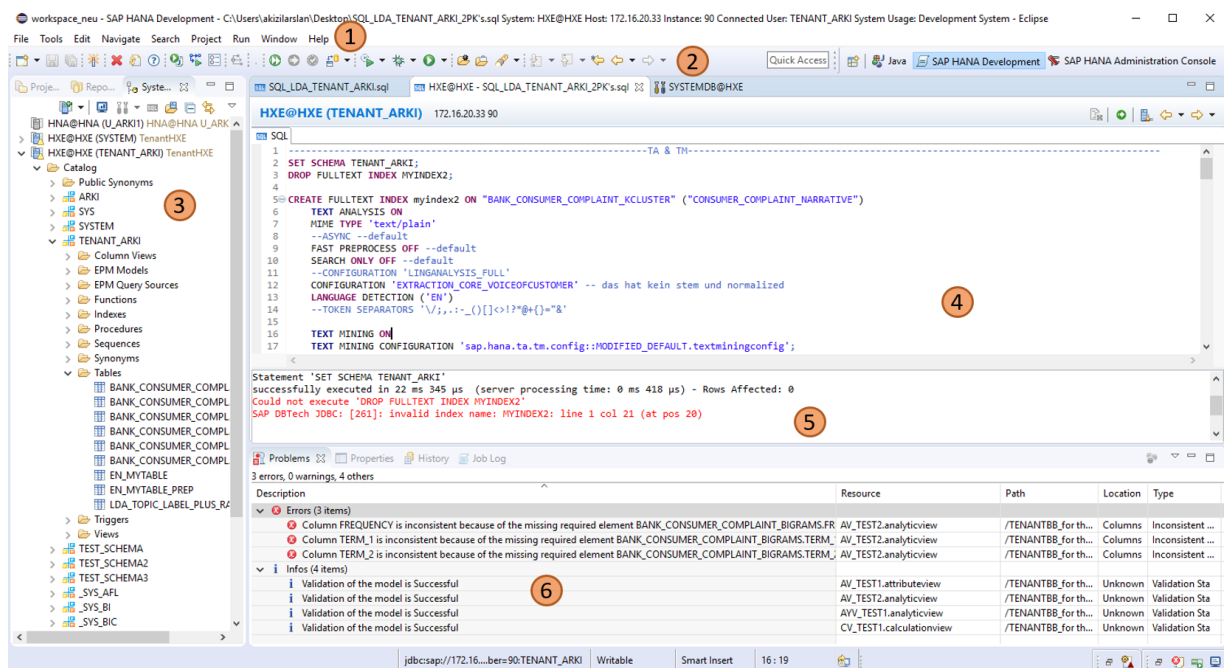 workspace_neu - SAP HANA Development - C:\Users\akizilarslan\Desktop\SQL_LDA_TENANT_ARKI_2PK's.sql System: HXE@HXE Host: 172.16.20.33 Instance: 90 Connected User: TENANT_ARKI System Usage: Development System - Eclipse
File Tools Edit Navigate Search Project Run Window Help
1
2
Quick Access Java SAP HANA Development SAP HANA Administration Console
Proje... Repo... Syste...
HNA@HNA (U_ARKI1) HNA@HNA U_ARK
HXE@HXE (SYSTEM) TenantHXE
HXE@HXE (TENANT_ARKI) TenantHXE
Catalog
Public Synonyms
ARKI
SYS
SYSTEM
TENANT_ARKI
Column Views
EPM Models
EPM Query Sources
Functions
Indexes
Procedures
Sequences
Synonyms
Tables
BANK_CONSUMER_COMPL
BANK_CONSUMER_COMPL
BANK_CONSUMER_COMPL
BANK_CONSUMER_COMPL
BANK_CONSUMER_COMPL
BANK_CONSUMER_COMPL
EN_MYTABLE
EN_MYTABLE_PREP
LDA_TOPIC_LABEL_PLUS_RA
Triggers
Views
TEST_SCHEMA
TEST_SCHEMA2
TEST_SCHEMA3
_SYS_AFL
_SYS_BI
_SYS_BIC
3
SQL_LDA_TENANT_ARKI.sql HXE@HXE - SQL_LDA_TENANT_ARKI_2PK's.sql SYSTEMDB@HXE
HXE@HXE (TENANT_ARKI) 172.16.20.33 90
SQL
1 --------------------TA & TM--------------------
2 SET SCHEMA TENANT_ARKI;
3 DROP FULLTEXT INDEX MYINDEX2;
4
5 CREATE FULLTEXT INDEX myindex2 ON "BANK_CONSUMER_COMPLAINT_KCLUSTER" ("CONSUMER_COMPLAINT_NARRATIVE")
6 TEXT ANALYSIS ON
7 MIME TYPE 'text/plain'
8 --ASYNC --default
9 FAST PREPROCESS OFF --default
10 SEARCH ONLY OFF --default
11 --CONFIGURATION 'LINGANALYSIS_FULL'
12 CONFIGURATION 'EXTRACTION_CORE_VOICEOFCUSTOMER' -- das hat kein stem und normalized
13 LANGUAGE DETECTION ('EN')
14 --TOKEN SEPARATORS '\/;,.:-_()[]<>!?*@+{}="&'
15
16 TEXT MINING ON
17 TEXT MINING CONFIGURATION 'sap.hana.ta.tm.config::MODIFIED_DEFAULT.textminingconfig';
4
Statement 'SET SCHEMA TENANT_ARKI'
successfully executed in 22 ms 345 µs (server processing time: 0 ms 418 µs) - Rows Affected: 0
Could not execute 'DROP FULLTEXT INDEX MYINDEX2'
SAP DBTech JDBC: [261]: invalid index name: MYINDEX2: line 1 col 21 (at pos 20)
5
Problems Properties History Job Log
3 errors, 0 warnings, 4 others
Description Resource Path Location Type
Errors (3 items)
Column FREQUENCY is inconsistent because of the missing required element BANK_CONSUMER_COMPLAINT_BIGRAMS.FR AV_TEST2.analyticview /TENANTBB_for th... Columns Inconsistent ...
Column TERM_1 is inconsistent because of the missing required element BANK_CONSUMER_COMPLAINT_BIGRAMS.TERM_ AV_TEST2.analyticview /TENANTBB_for th... Columns Inconsistent ...
Column TERM_2 is inconsistent because of the missing required element BANK_CONSUMER_COMPLAINT_BIGRAMS.TERM_ AV_TEST2.analyticview /TENANTBB_for th... Columns Inconsistent ...
Infos (4 items)
Validation of the model is Successful AV_TEST1.attributeview /TENANTBB_for th... Unknown Validation Sta
Validation of the model is Successful AV_TEST2.analyticview /TENANTBB_for th... Unknown Validation Sta
Validation of the model is Successful AYV_TEST1.analyticview /TENANTBB_for th... Unknown Validation Sta
Validation of the model is Successful CV_TEST1.calculationview /TENANTBB_for th... Unknown Validation Sta
6
jdbc:sap://172.16....ber=90:TENANT_ARKI Writable Smart Insert 16 : 19